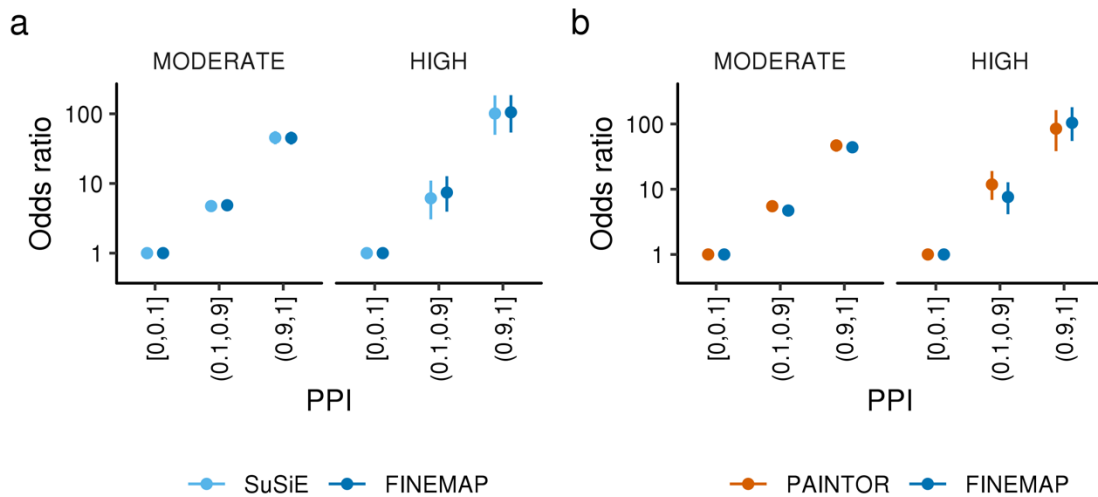 a
MODERATE
HIGH
Odds ratio
100
10
1
[0,0.1]
(0.1,0.9]
(0.9,1]
[0,0.1]
(0.1,0.9]
(0.9,1]
PPI
SuSiE
FINEMAP
b
MODERATE
HIGH
Odds ratio
100
10
1
[0,0.1]
(0.1,0.9]
(0.9,1]
[0,0.1]
(0.1,0.9]
(0.9,1]
PPI
PAINTOR
FINEMAP